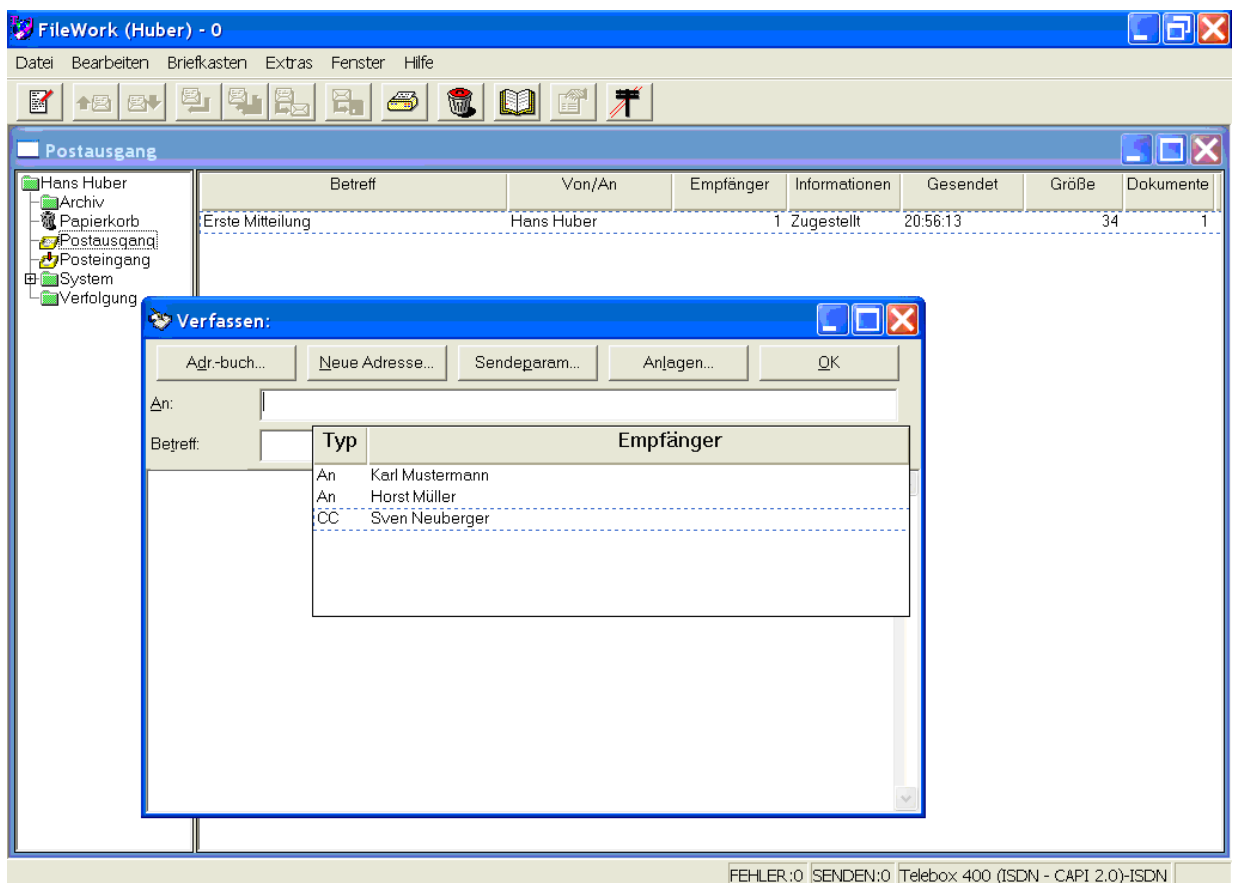 FileWork (Huber) - 0
Datei Bearbeiten Briefkasten Extras Fenster Hilfe
Postausgang
Hans Huber
Archiv
Papierkorb
Postausgang
Posteingang
System
Verfolgung
Betreff Von/An Empfänger Informationen Gesendet Größe Dokumente
Erste Mitteilung Hans Huber 1 Zugestellt 20:56:13 34 1
Verfassen:
Adr.-buch... Neue Adresse... Sendeparam... Anlagen... OK
An:
Betreff:
Typ Empfänger
An Karl Mustermann
An Horst Müller
CC Sven Neuberger
FEHLER:0 SENDEN:0 Telebox 400 (ISDN - CAPI 2.0)-ISDN